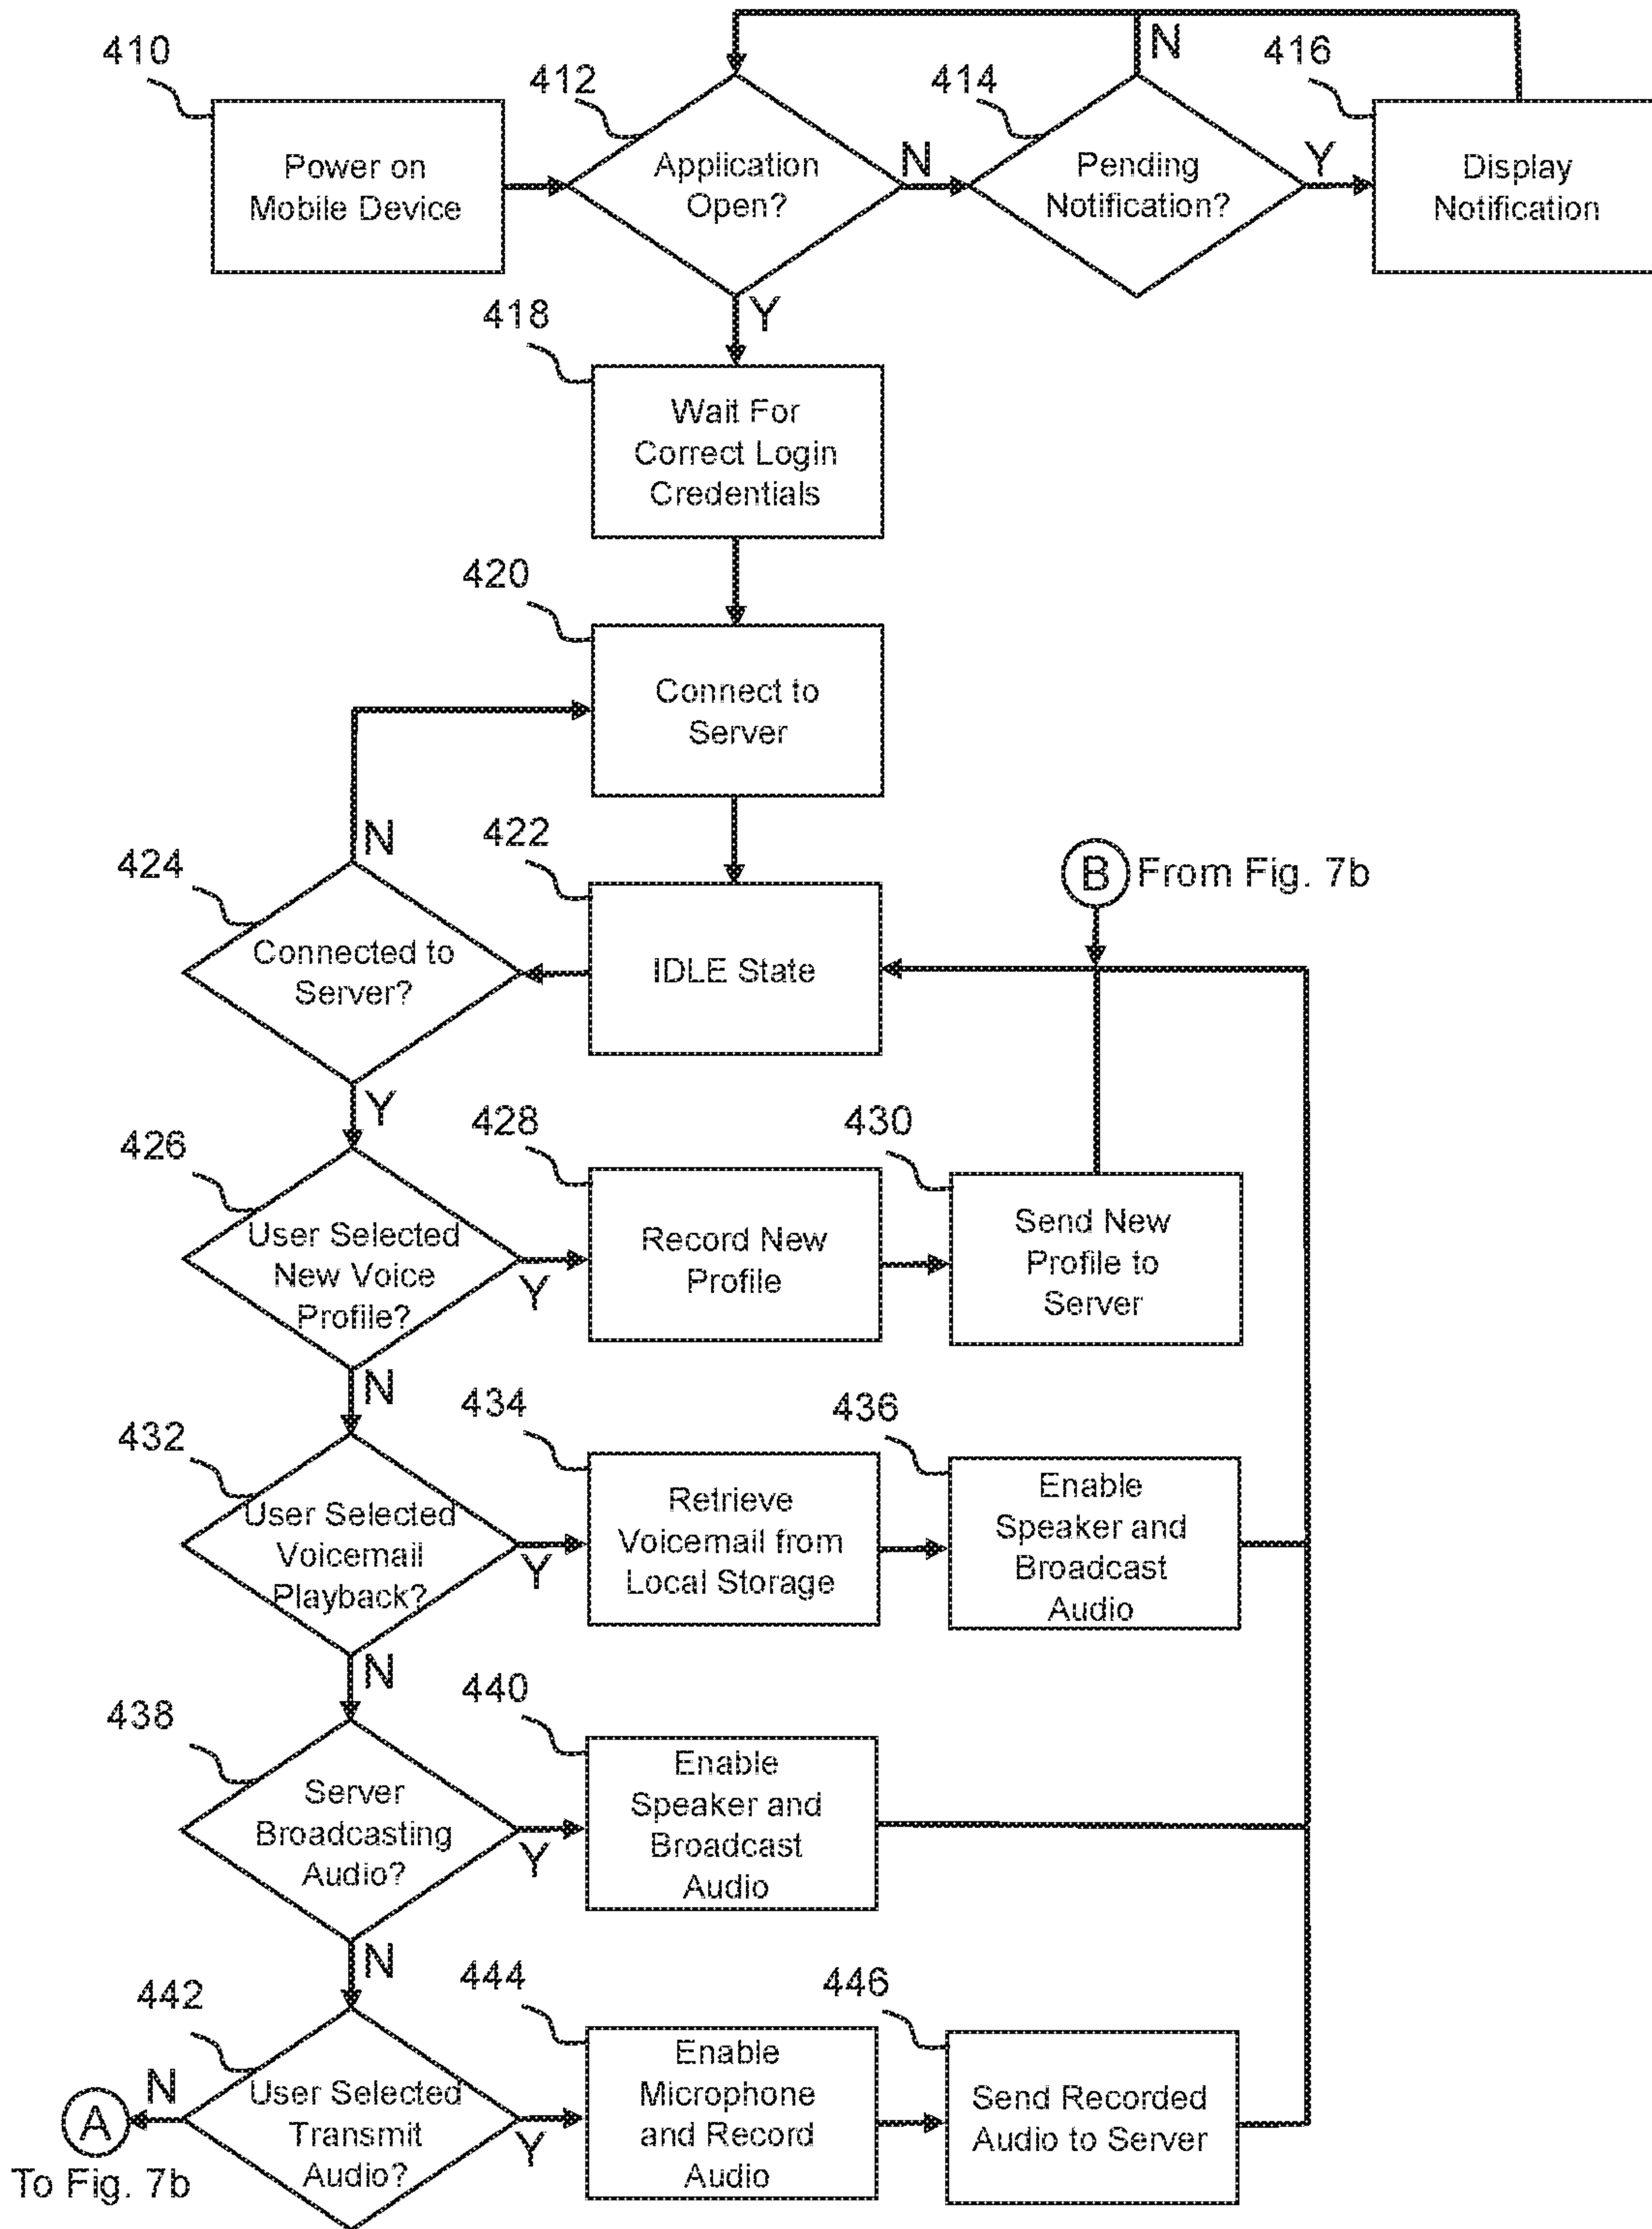 410
412
N
414
416
Power on
Mobile Device
Application
Open?
N
Pending
Notification?
Y
Display
Notification
Y
418
Wait For
Correct Login
Credentials
420
Connect to
Server
N
422
424
B From Fig. 7b
Connected to
Server?
IDLE State
Y
426
428
430
User Selected
New Voice
Profile?
Y
Record New
Profile
Send New
Profile to
Server
N
432
434
436
User Selected
Voicemail
Playback?
Y
Retrieve
Voicemail from
Local Storage
Enable
Speaker and
Broadcast
Audio
N
438
440
Server
Broadcasting
Audio?
Y
Enable
Speaker and
Broadcast
Audio
N
442
444
446
N
A
To Fig. 7b
User Selected
Transmit
Audio?
Y
Enable
Microphone
and Record
Audio
Send Recorded
Audio to Server